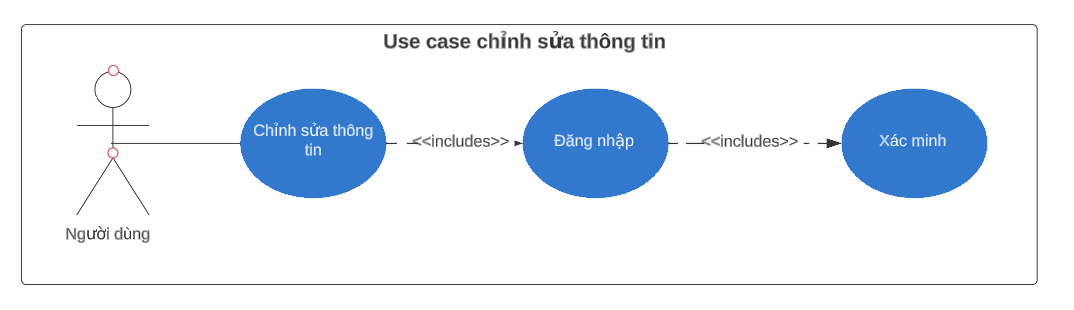 Use case chỉnh sửa thông tin
Chỉnh sửa thông
tin
<<includes>>
Đăng nhập
<<includes>>
Xác minh
Người dùng